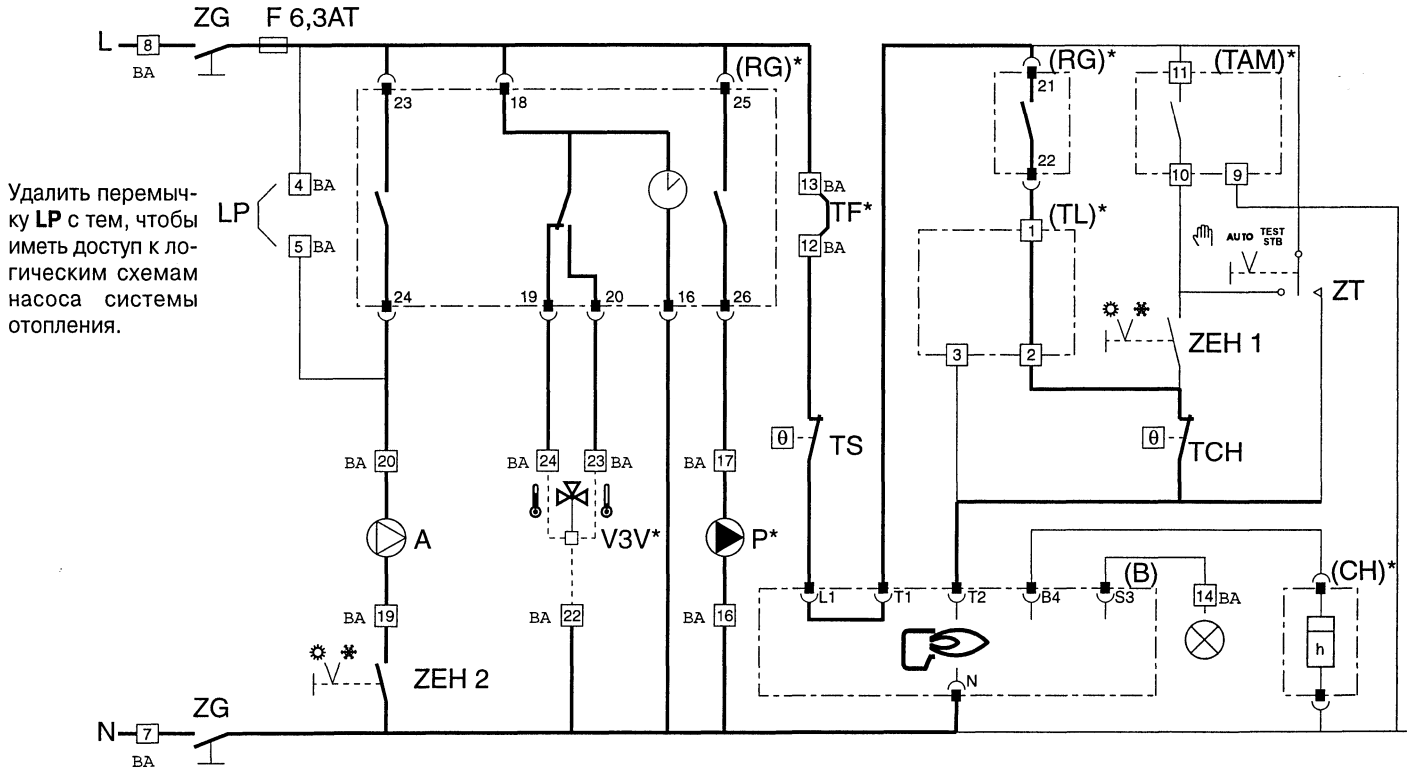 ZG F 6,3AT
L 8
BA
(RG)* (RG)* 11 (TAM)*
23 18 25 21
22
10 9
Удалить перемыч-
ку LP с тем, чтобы
иметь доступ к ло-
гическим схемам
насоса системы
отопления.
4 BA
LP
5 BA
13 BA
TF*
12 BA
(TL)*
1
AUTO TEST
STB
ZT
24 19 20 16 26
ZEH 1
3 2
θ TS
θ TCH
BA 20 BA 24 23 BA BA 17
A V3V* P*
(B) (CH)*
L1 T1 T2 B4 S3
14 BA
BA 19 BA 22 BA 16
h
ZEH 2
N
ZG
N 7
BA